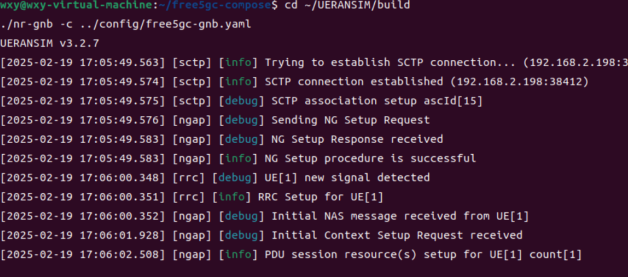 wxy@wxy-virtual-machine:~/free5gc-compose$ cd ~/UERANSIM/build
./nr-gnb -c ../config/free5gc-gnb.yaml
UERANSIM v3.2.7
[2025-02-19 17:05:49.563] [sctp] [info] Trying to establish SCTP connection... (192.168.2.198:3
[2025-02-19 17:05:49.574] [sctp] [info] SCTP connection established (192.168.2.198:38412)
[2025-02-19 17:05:49.575] [sctp] [debug] SCTP association setup ascId[15]
[2025-02-19 17:05:49.576] [ngap] [debug] Sending NG Setup Request
[2025-02-19 17:05:49.583] [ngap] [debug] NG Setup Response received
[2025-02-19 17:05:49.583] [ngap] [info] NG Setup procedure is successful
[2025-02-19 17:06:00.348] [rrc] [debug] UE[1] new signal detected
[2025-02-19 17:06:00.351] [rrc] [info] RRC Setup for UE[1]
[2025-02-19 17:06:00.352] [ngap] [debug] Initial NAS message received from UE[1]
[2025-02-19 17:06:01.928] [ngap] [debug] Initial Context Setup Request received
[2025-02-19 17:06:02.508] [ngap] [info] PDU session resource(s) setup for UE[1] count[1]